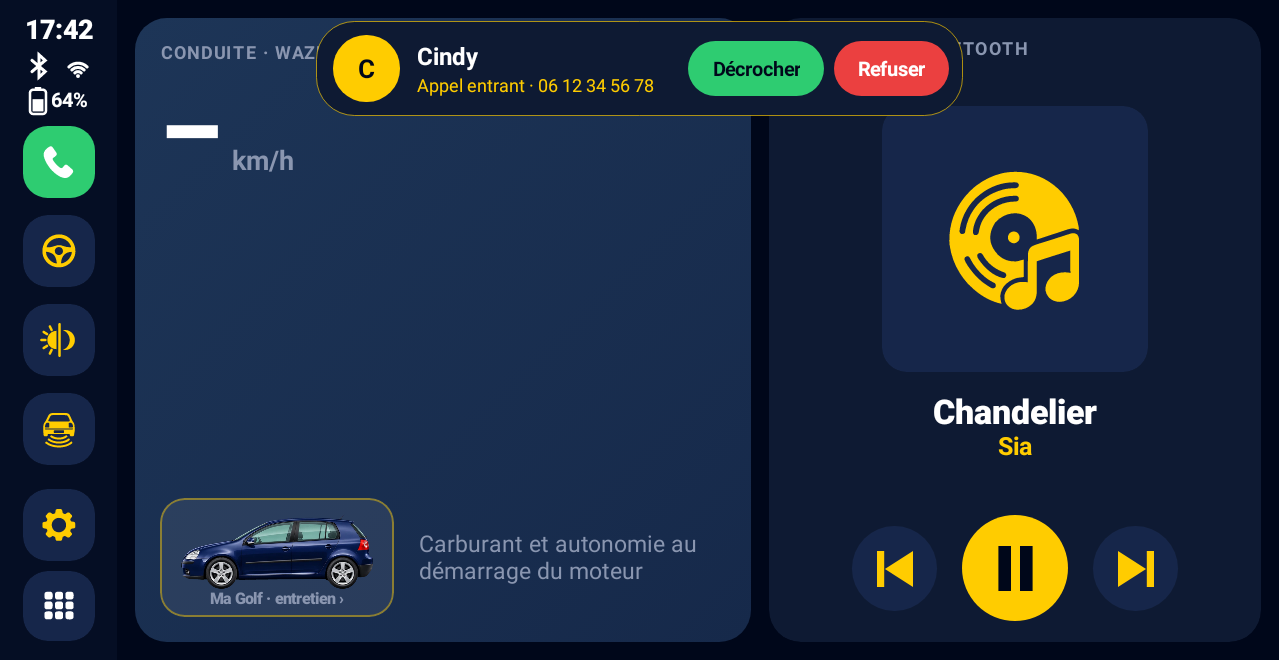 17:42
64%
CONDUITE · WAZ
C
Cindy
Appel entrant · 06 12 34 56 78
Décrocher
Refuser
TOOTH
km/h
Chandelier
Sia
Ma Golf · entretien ›
Carburant et autonomie au
démarrage du moteur